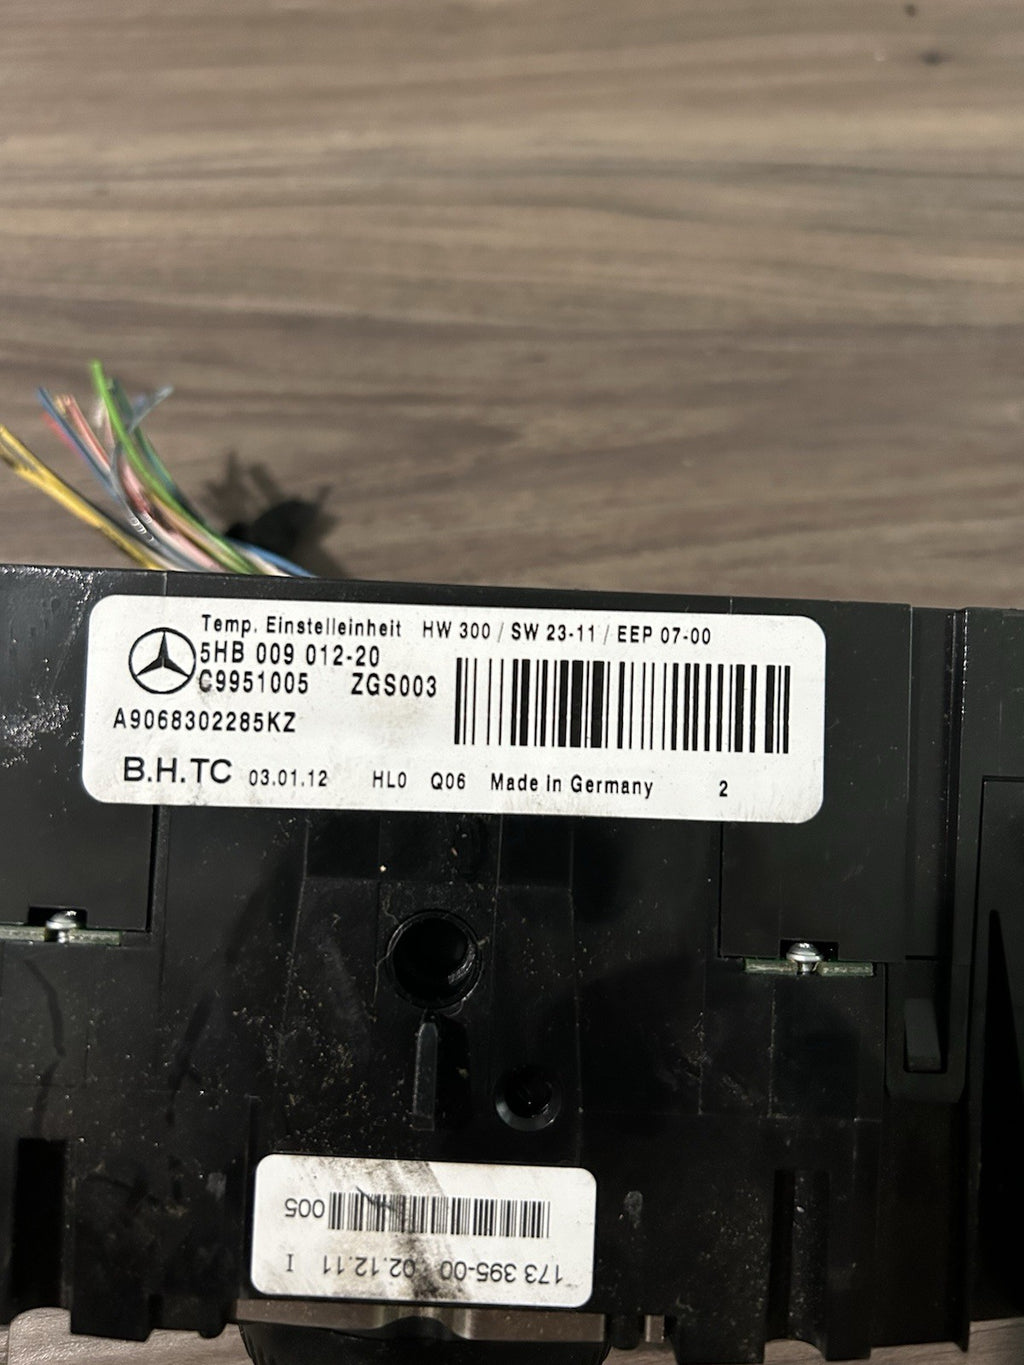 Temp. Einstelleinheit HW 300 / SW 23-11 / EEP 07-00
5HB 009 012-20
C9951005 ZGS003
A9068302285KZ
B.H.TC 03.01.12 HL0 Q06 Made in Germany 2
173 395-00 02.12.11 I
005